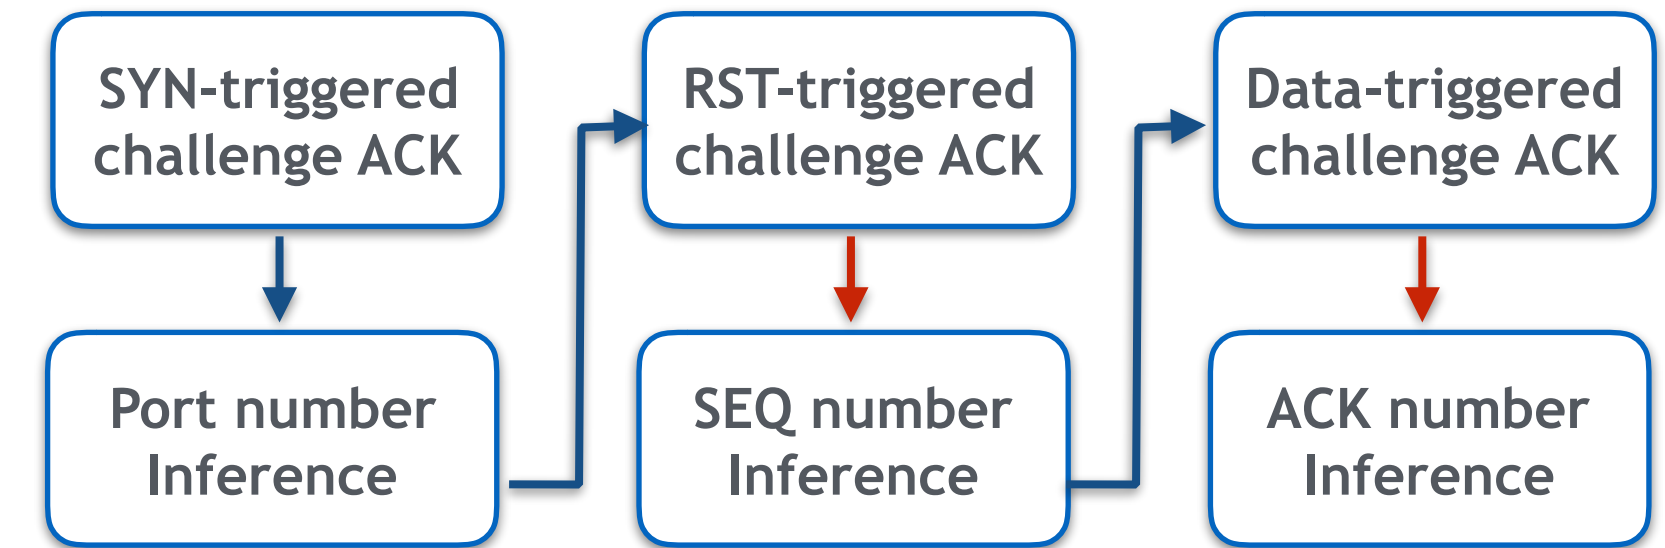 SYN-triggered
challenge ACK
Port number
Inference
RST-triggered
challenge ACK
SEQ number
Inference
Data-triggered
challenge ACK
ACK number
Inference